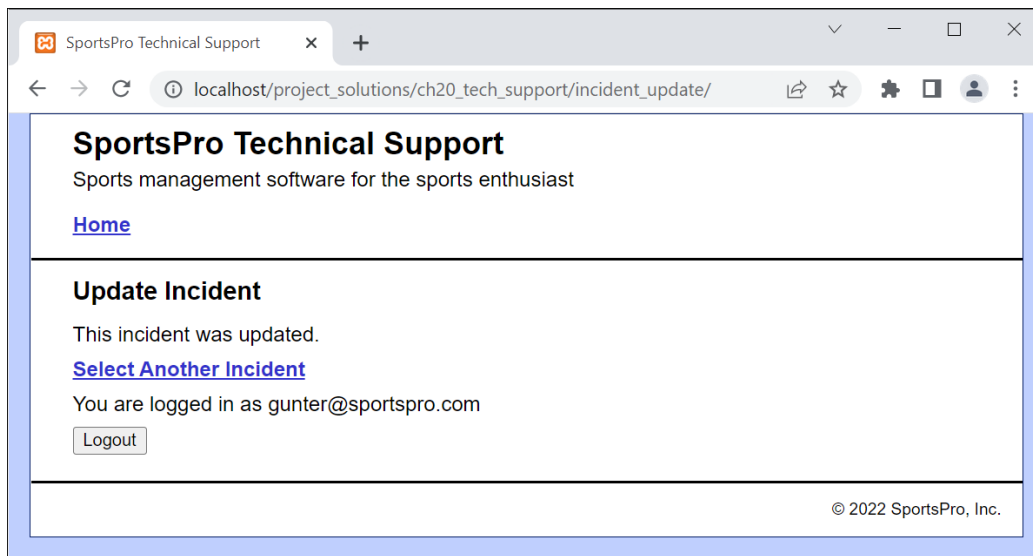 SportsPro Technical Support
localhost/project_solutions/ch20_tech_support/incident_update/
SportsPro Technical Support
Sports management software for the sports enthusiast
Home
Update Incident
This incident was updated.
Select Another Incident
You are logged in as gunter@sportspro.com
Logout
© 2022 SportsPro, Inc.